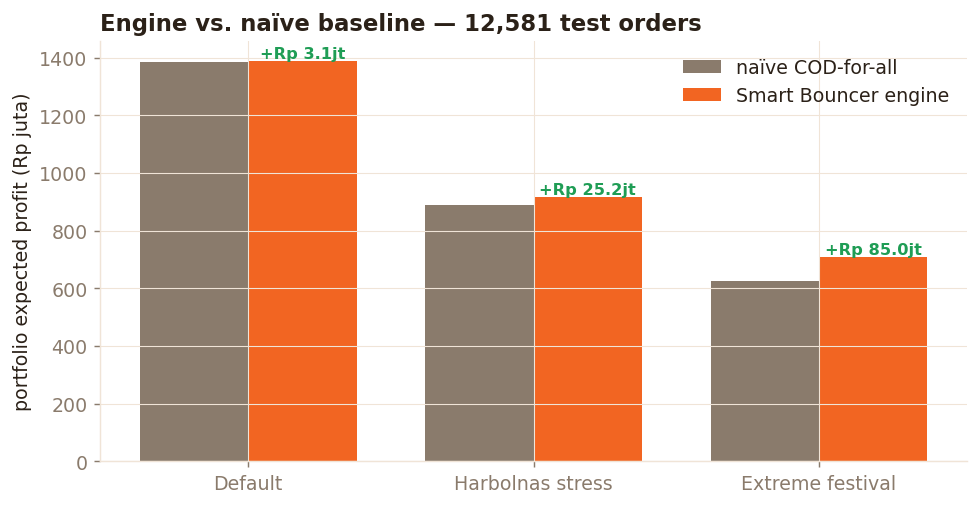 Engine vs. naïve baseline — 12,581 test orders
portfolio expected profit (Rp juta)
1400
1200
1000
800
600
400
200
0
+Rp 3.1jt
+Rp 25.2jt
+Rp 85.0jt
naïve COD-for-all
Smart Bouncer engine
Default
Harbolnas stress
Extreme festival